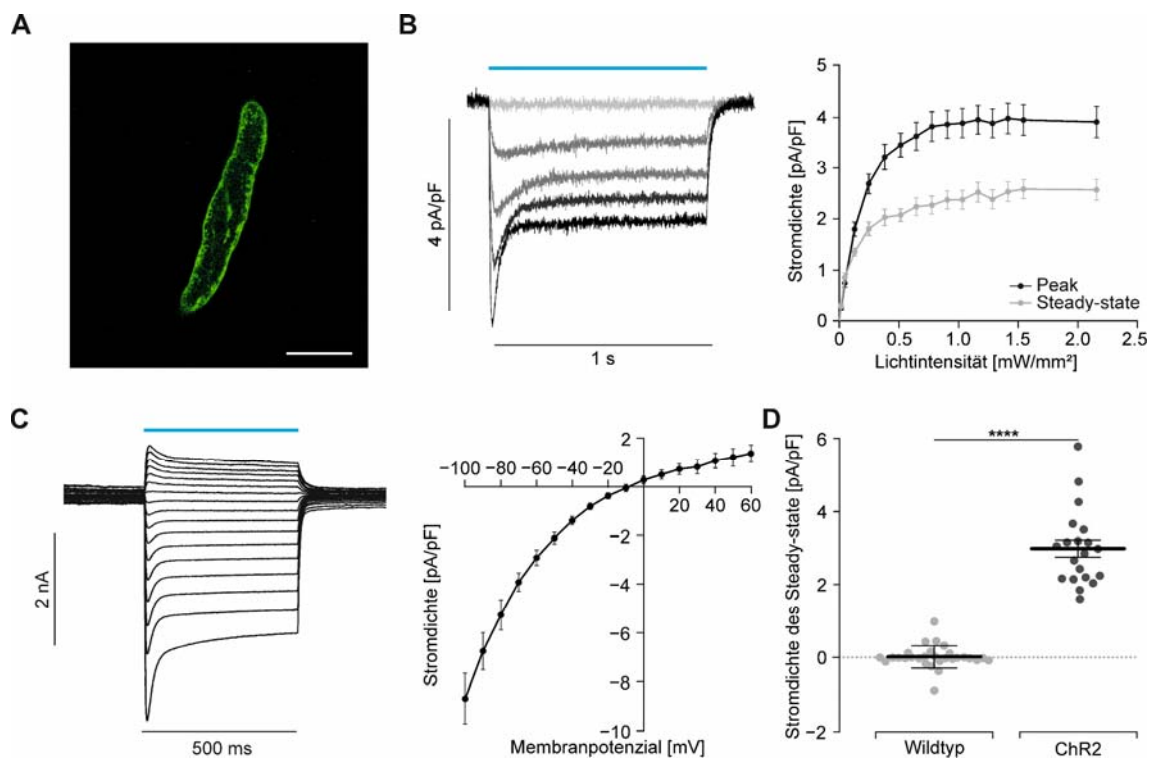 A
B
4 pA/pF
1 s
Stromdichte [pA/pF]
5
4
3
2
1
0
Peak
Steady-state
0 0.5 1.0 1.5 2.0 2.5
Lichtintensität [mW/mm²]
C
2 nA
500 ms
Stromdichte [pA/pF]
2
−100 −80 −60 −40 −20
20 40 60
−2
−4
−6
−8
−10
Membranpotenzial [mV]
D
Stromdichte des Steady-state [pA/pF]
6
4
2
0
−2
****
Wildtyp ChR2